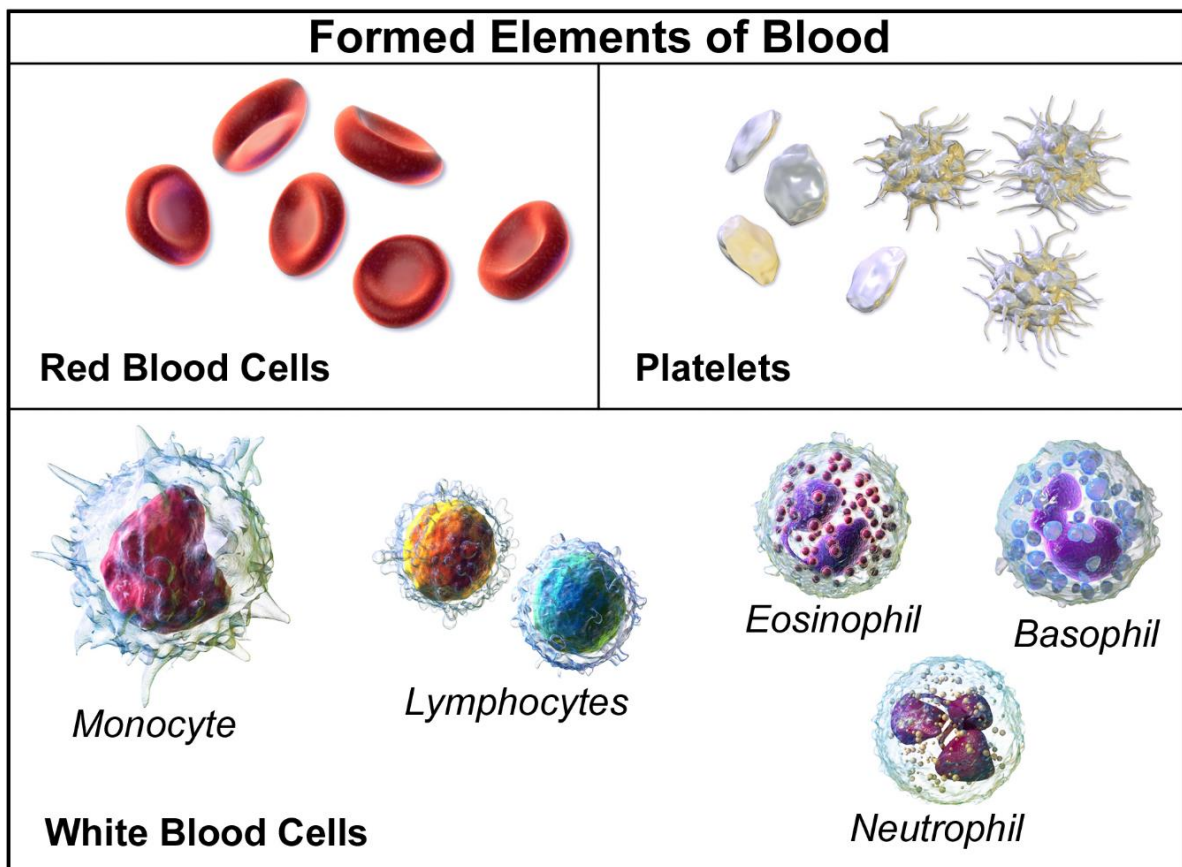 Formed Elements of Blood
Red Blood Cells
Platelets
Monocyte
Lymphocytes
Eosinophil
Basophil
Neutrophil
White Blood Cells